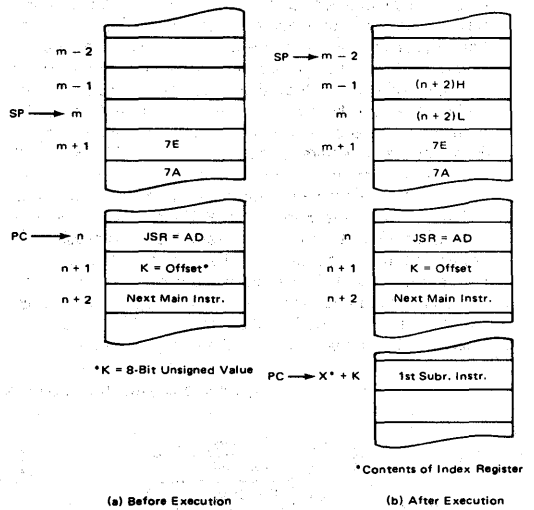 m – 2
m – 1
SP → m
m + 1 7E
7A
PC → n JSR = AD
n + 1 K = Offset*
n + 2 Next Main Instr.
*K = 8-Bit Unsigned Value
(a) Before Execution
SP → m – 2
m – 1 (n + 2)H
m (n + 2)L
m + 1 7E
7A
n JSR = AD
n + 1 K = Offset
n + 2 Next Main Instr.
PC → X* + K 1st Subr. Instr.
*Contents of Index Register
(b) After Execution